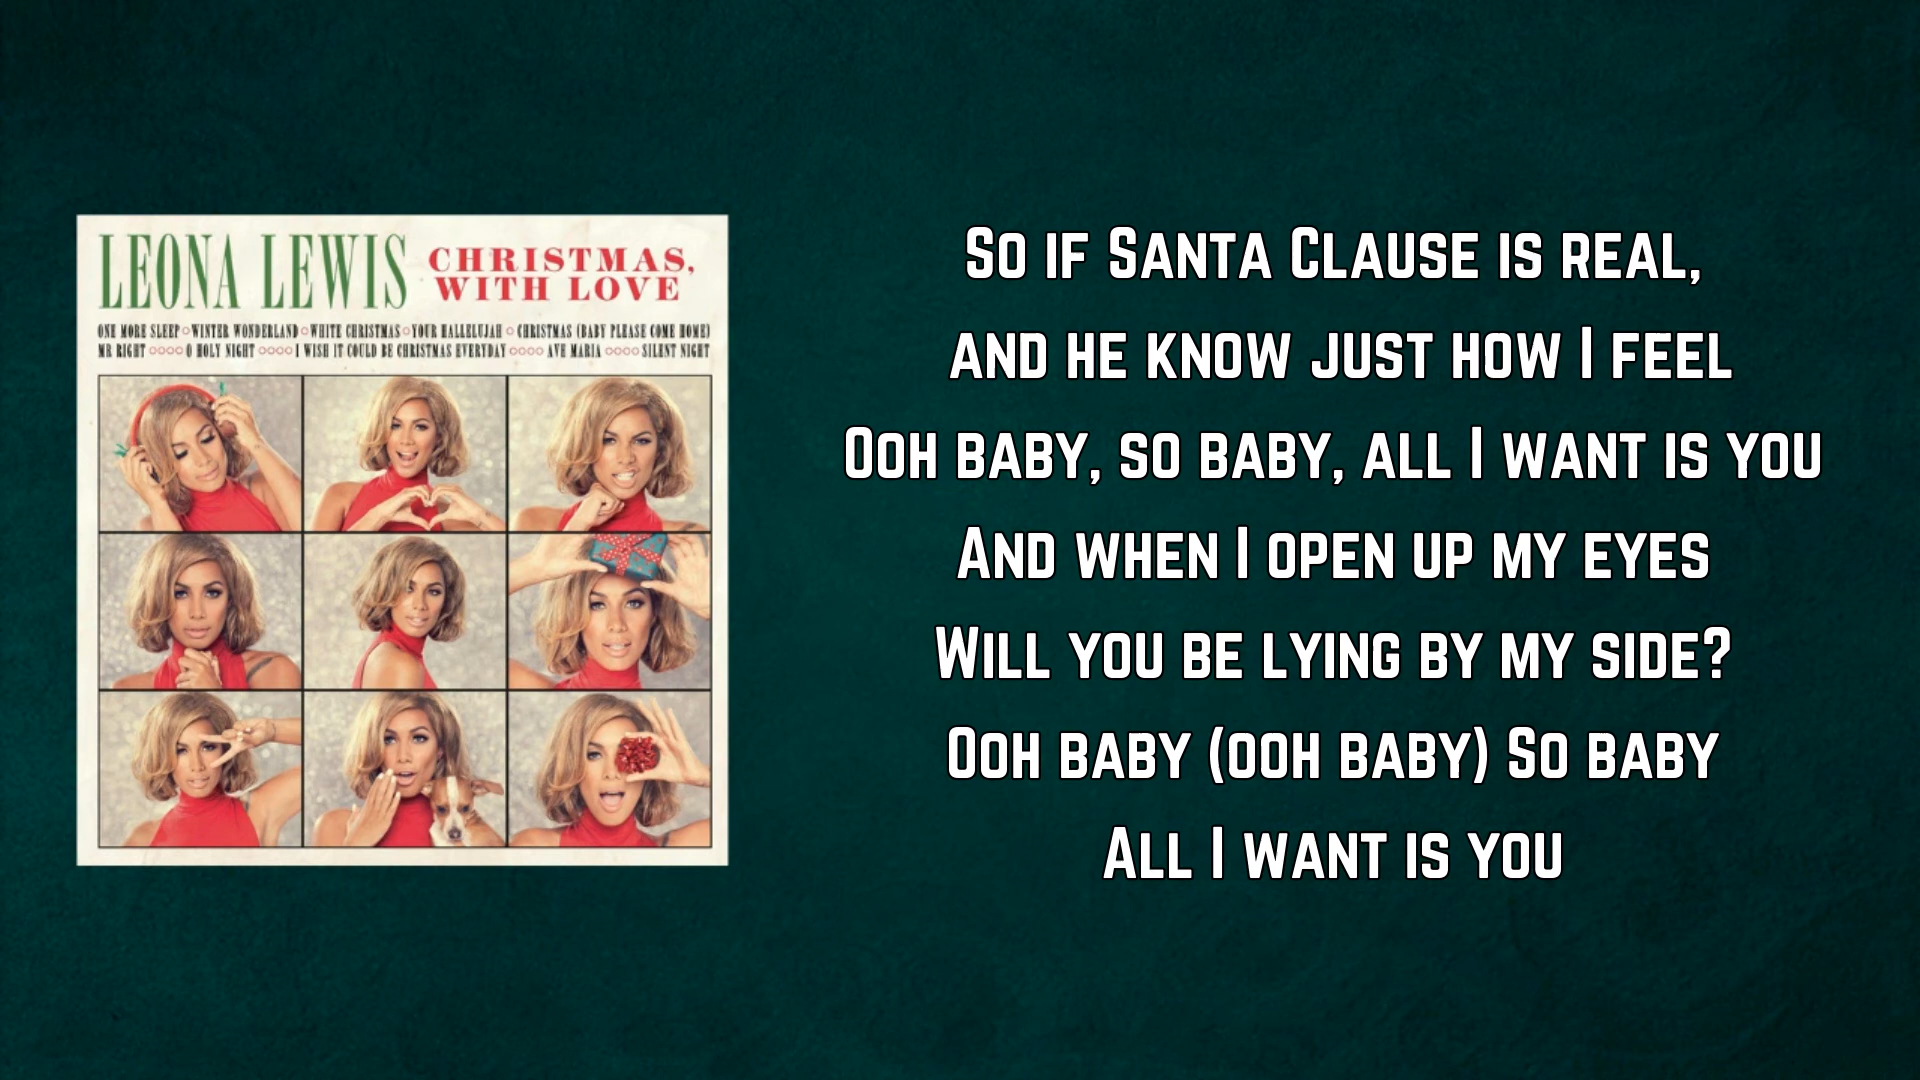 LEONA LEWIS CHRISTMAS,
WITH LOVE
ONE MORE SLEEP ○ WINTER WONDERLAND ○ WHITE CHRISTMAS ○ YOUR HALLELUJAH ○ CHRISTMAS (BABY PLEASE COME HOME)
MR RIGHT ○○○○ O HOLY NIGHT ○○○○ I WISH IT COULD BE CHRISTMAS EVERYDAY ○○○○ AVE MARIA ○○○○ SILENT NIGHT
So if Santa Clause is real,
and he know just how I feel
Ooh baby, so baby, all I want is you
And when I open up my eyes
Will you be lying by my side?
Ooh baby (ooh baby) So baby
All I want is you